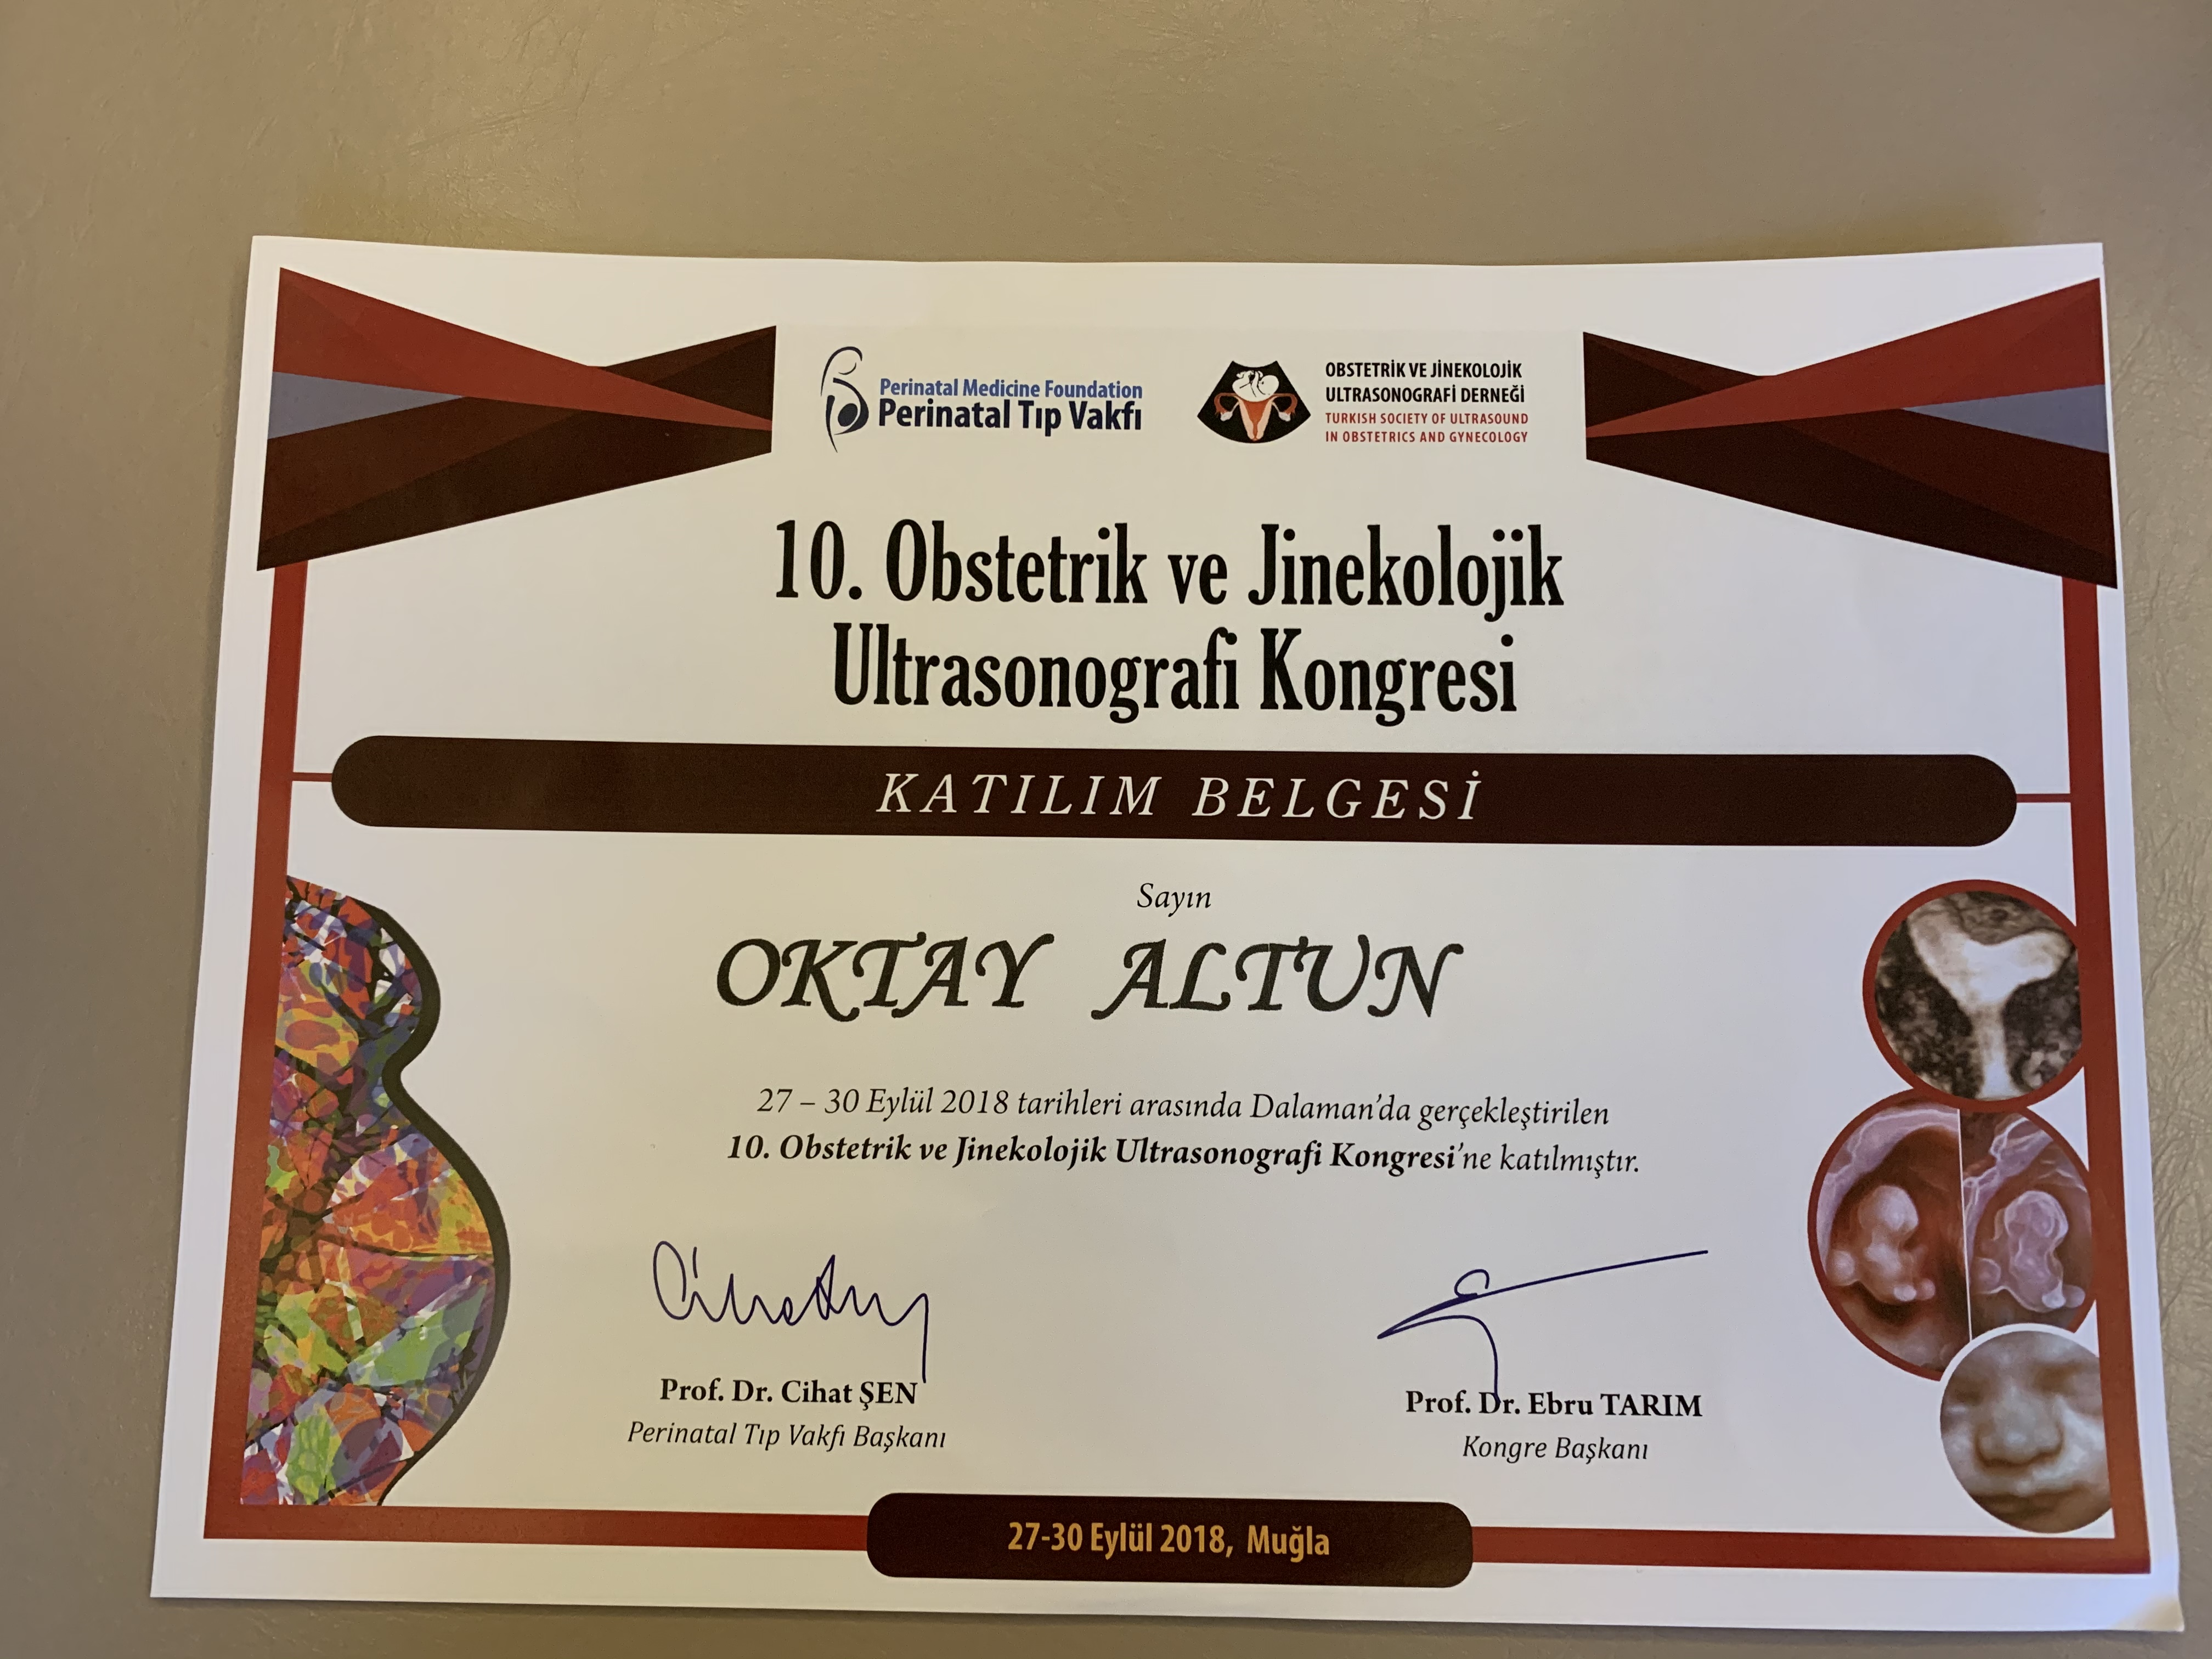 Perinatal Medicine Foundation
Perinatal Tıp Vakfı
OBSTETRİK VE JİNEKOLOJİK
ULTRASONOGRAFİ DERNEĞİ
TURKISH SOCIETY OF ULTRASOUND
IN OBSTETRICS AND GYNECOLOGY
10. Obstetrik ve Jinekolojik
Ultrasonografi Kongresi
KATILIM BELGESİ
Sayın
OKTAY ALTUN
27 – 30 Eylül 2018 tarihleri arasında Dalaman’da gerçekleştirilen
10. Obstetrik ve Jinekolojik Ultrasonografi Kongresi’ne katılmıştır.
Prof. Dr. Cihat ŞEN
Perinatal Tıp Vakfı Başkanı
Prof. Dr. Ebru TARIM
Kongre Başkanı
27-30 Eylül 2018, Muğla